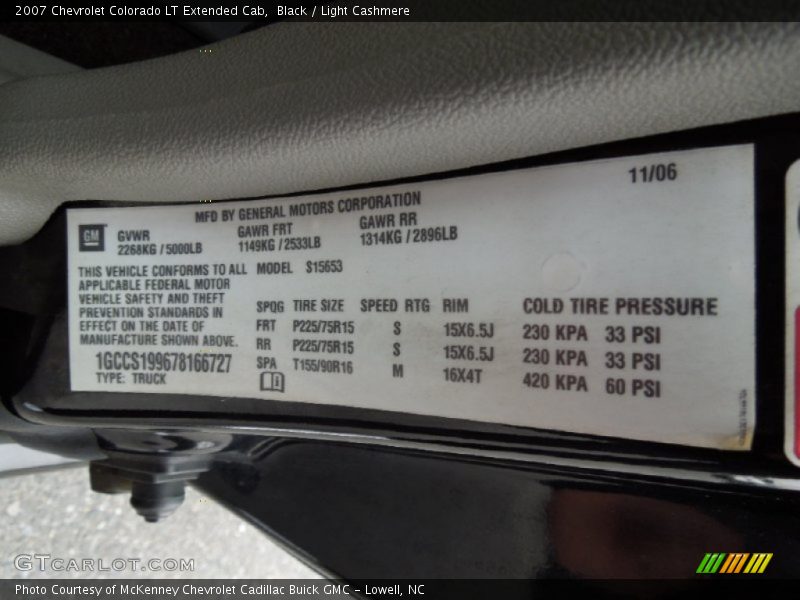 2007 Chevrolet Colorado LT Extended Cab,  Black / Light Cashmere
11/06
MFD BY GENERAL MOTORS CORPORATION
GM
GVWR GAWR FRT GAWR RR
2268KG / 5000LB 1149KG / 2533LB 1314KG / 2896LB
THIS VEHICLE CONFORMS TO ALL
APPLICABLE FEDERAL MOTOR
VEHICLE SAFETY AND THEFT
PREVENTION STANDARDS IN
EFFECT ON THE DATE OF
MANUFACTURE SHOWN ABOVE.
1GCCS199678166727
TYPE: TRUCK
MODEL S15653
SPQG TIRE SIZE SPEED RTG RIM COLD TIRE PRESSURE
FRT P225/75R15 S 15X6.5J 230 KPA 33 PSI
RR P225/75R15 S 15X6.5J 230 KPA 33 PSI
SPA T155/90R16 M 16X4T 420 KPA 60 PSI
GTCARLOT.COM
Photo Courtesy of McKenney Chevrolet Cadillac Buick GMC - Lowell, NC